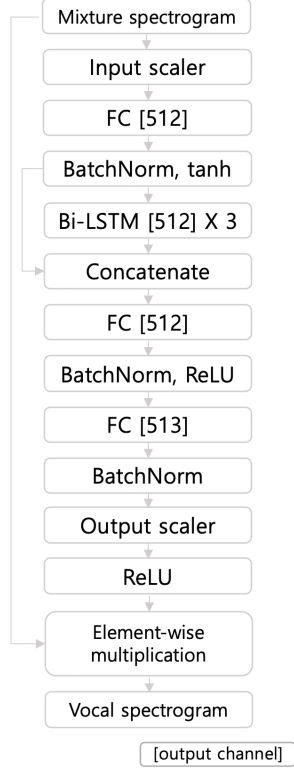 Mixture spectrogram
Input scaler
FC [512]
BatchNorm, tanh
Bi-LSTM [512] X 3
Concatenate
FC [512]
BatchNorm, ReLU
FC [513]
BatchNorm
Output scaler
ReLU
Element-wise
multiplication
Vocal spectrogram
[output channel]